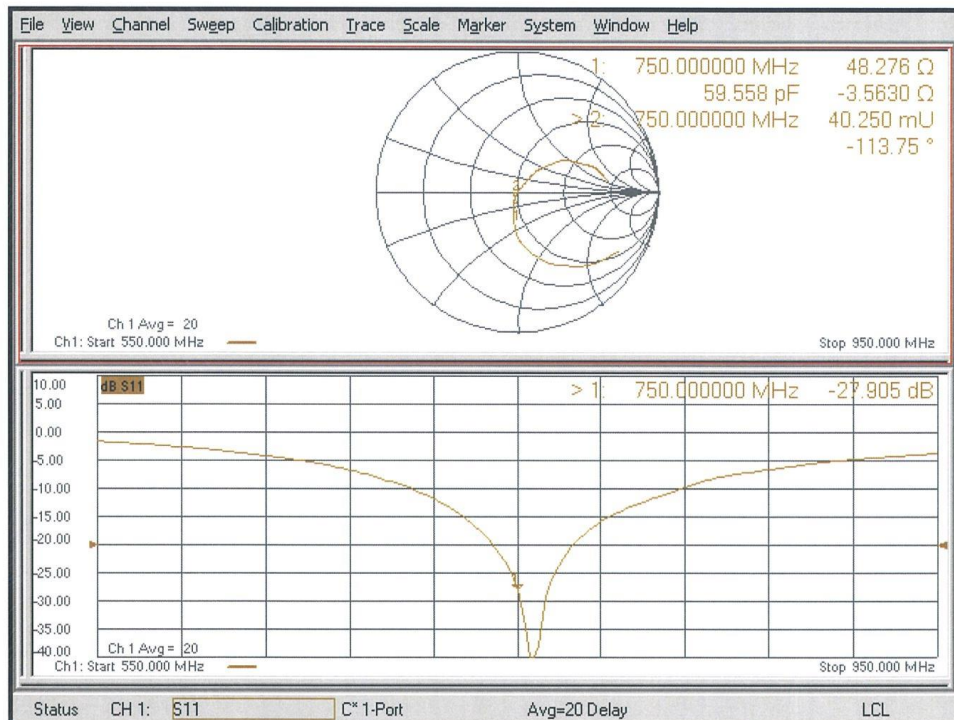 File View Channel Sweep Calibration Trace Scale Marker System Window Help
1: 750.000000 MHz 48.276 Ω
59.558 pF -3.5630 Ω
> 2: 750.000000 MHz 40.250 mU
-113.75 °
Ch 1 Avg = 20
Ch1: Start 550.000 MHz
Stop 950.000 MHz
dB S11
> 1: 750.000000 MHz -27.905 dB
10.00
5.00
0.00
-5.00
-10.00
-15.00
-20.00
-25.00
-30.00
-35.00
-40.00
Ch 1 Avg = 20
Ch1: Start 550.000 MHz
Stop 950.000 MHz
Status CH 1: S11 C* 1-Port Avg=20 Delay LCL